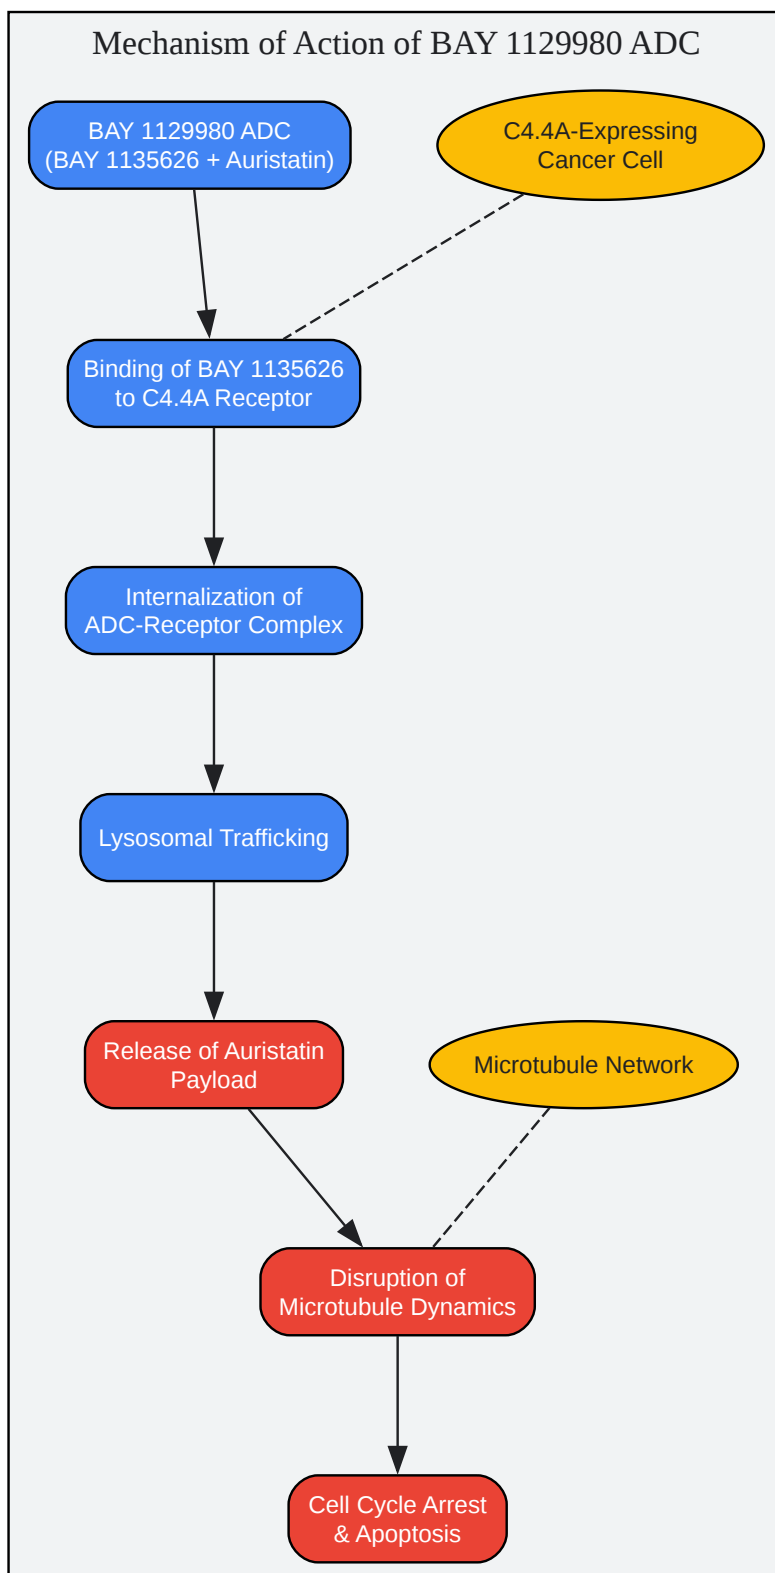 Mechanism of Action of BAY 1129980 ADC
BAY 1129980 ADC
(BAY 1135626 + Auristatin)
C4.4A-Expressing
Cancer Cell
Binding of BAY 1135626
to C4.4A Receptor
Internalization of
ADC-Receptor Complex
Lysosomal Trafficking
Release of Auristatin
Payload
Microtubule Network
Disruption of
Microtubule Dynamics
Cell Cycle Arrest
& Apoptosis